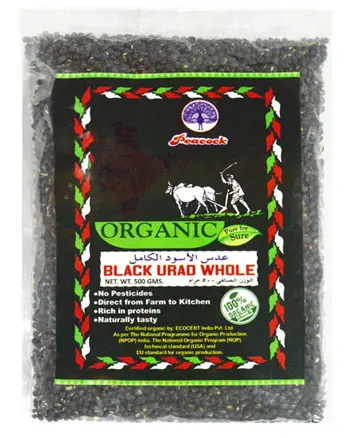 Peacock
ORGANIC
Pure for
Sure
عدس الأسود الكامل
BLACK URAD WHOLE
NET. WT. 500 GMS. الوزن الصافي ٥٠٠ جرام
•No Pesticides
•Direct from Farm to Kitchen
•Rich in proteins
•Naturally tasty
100%
ORGANIC
Certified organic by: ECOCERT India Pvt. Ltd.
As per The National Programme for Organic Production
(NPOP) india. The National Organic Program (NOP)
technical standard (USA) and
EU standard for organic production.